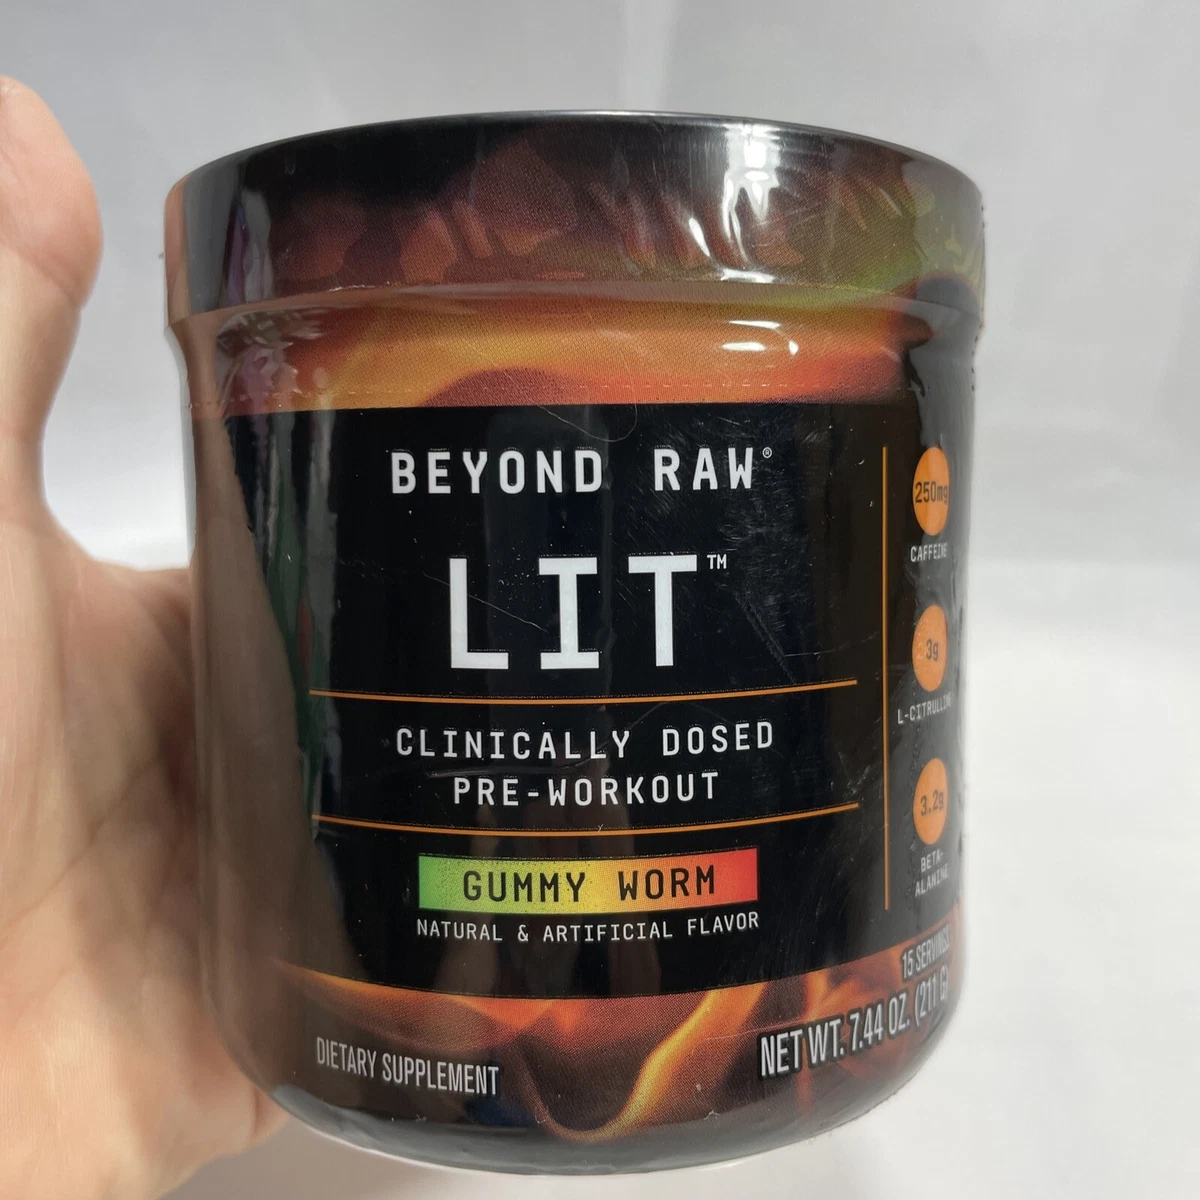 BEYOND RAW®
LIT™
CLINICALLY DOSED
PRE-WORKOUT
GUMMY WORM
NATURAL & ARTIFICIAL FLAVOR
250mg
CAFFEINE
3g
L-CITRULLINE
3.2g
BETA-
ALANINE
15 SERVINGS
NET WT. 7.44 OZ. (211 G)
DIETARY SUPPLEMENT